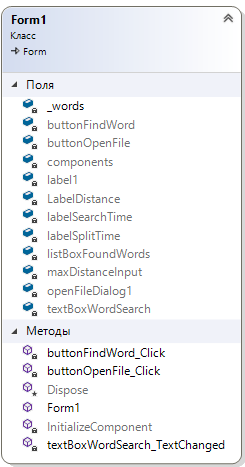 Form1
Класс
Form
Поля
_words
buttonFindWord
buttonOpenFile
components
label1
LabelDistance
labelSearchTime
labelSplitTime
listBoxFoundWords
maxDistanceInput
openFileDialog1
textBoxWordSearch
Методы
buttonFindWord_Click
buttonOpenFile_Click
Dispose
Form1
InitializeComponent
textBoxWordSearch_TextChanged